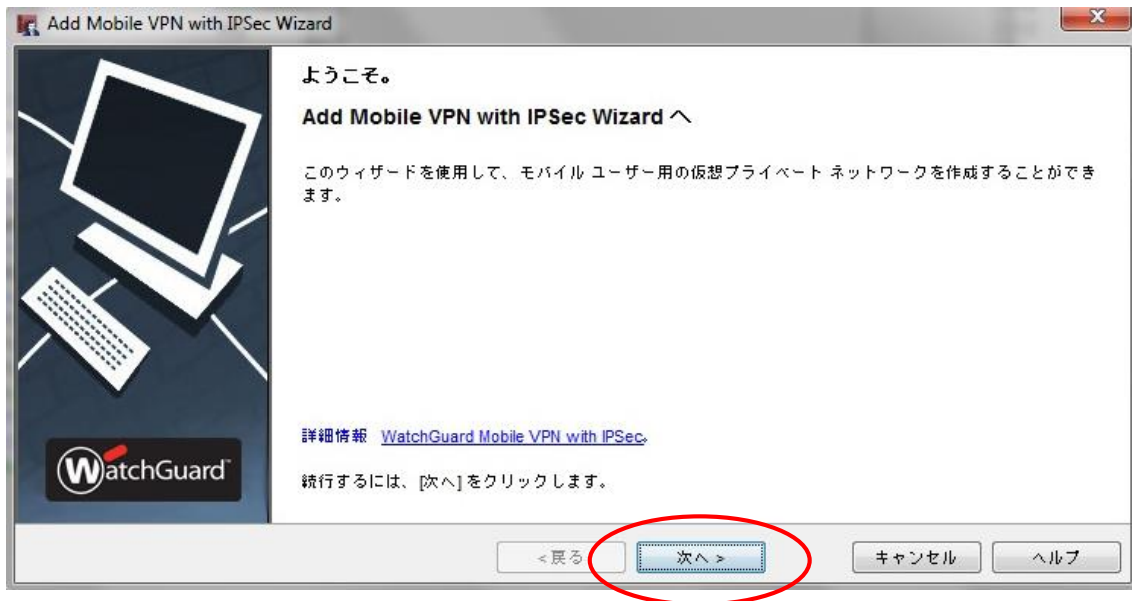 Add Mobile VPN with IPSec Wizard
ようこそ。
Add Mobile VPN with IPSec Wizard へ
このウィザードを使用して、モバイル ユーザー用の仮想プライベート ネットワークを作成することができ
ます。
詳細情報 WatchGuard Mobile VPN with IPSec。
続行するには、[次へ] をクリックします。
WatchGuard
<戻る
次へ >
キャンセル
ヘルプ